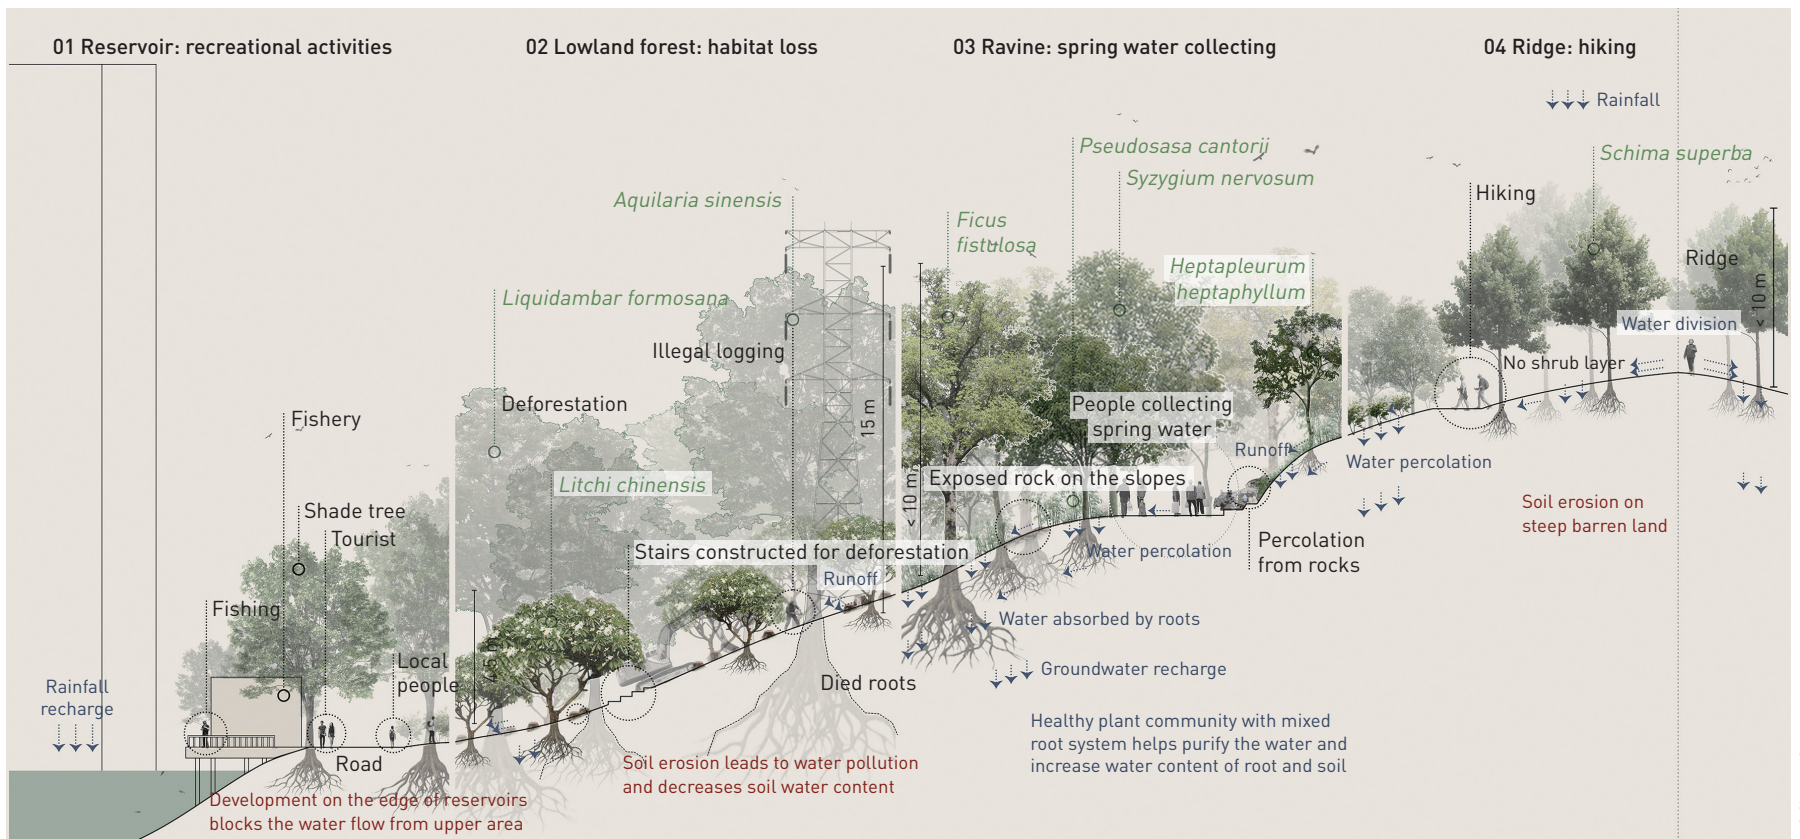 01 Reservoir: recreational activities
02 Lowland forest: habitat loss
03 Ravine: spring water collecting
04 Ridge: hiking
Rainfall
Pseudosasa cantorii
Schima superba
Syzygium nervosum
Hiking
Aquilaria sinensis
Ficus
fistulosa
Ridge
Heptapleurum
heptaphyllum
Liquidambar formosana
< 10 m
Water division
Illegal logging
No shrub layer
Deforestation
People collecting
spring water
Fishery
15 m
Runoff
Water percolation
Exposed rock on the slopes
Litchi chinensis
< 10 m
Soil erosion on
steep barren land
Shade tree
Tourist
Stairs constructed for deforestation
Water percolation
Percolation
from rocks
Runoff
Fishing
Water absorbed by roots
Local
people
Groundwater recharge
Died roots
Rainfall
recharge
Healthy plant community with mixed
root system helps purify the water and
increase water content of root and soil
Road
Soil erosion leads to water pollution
and decreases soil water content
Development on the edge of reservoirs
blocks the water flow from upper area